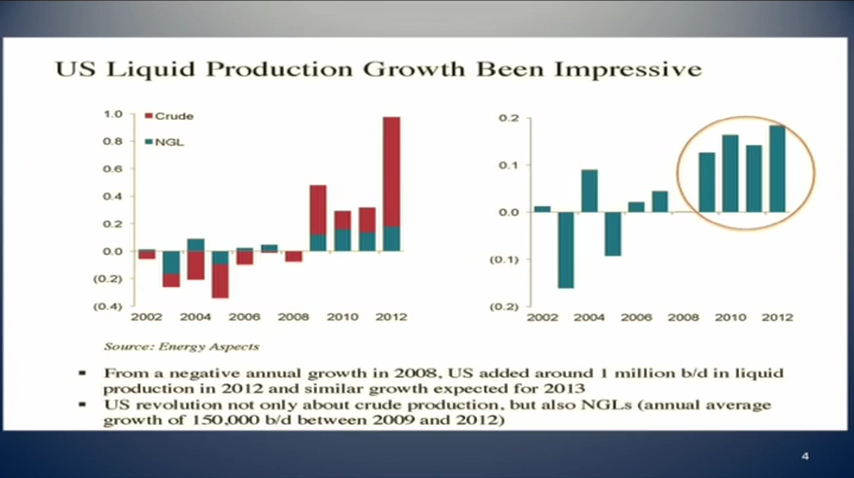 US Liquid Production Growth Been Impressive
1.0
0.8
0.6
0.4
0.2
0.0
(0.2)
(0.4)
Crude
NGL
2002 2004 2006 2008 2010 2012
0.2
0.1
0.0
(0.1)
(0.2)
2002 2004 2006 2008 2010 2012
Source: Energy Aspects
From a negative annual growth in 2008, US added around 1 million b/d in liquid
production in 2012 and similar growth expected for 2013
US revolution not only about crude production, but also NGLs (annual average
growth of 150,000 b/d between 2009 and 2012)
4